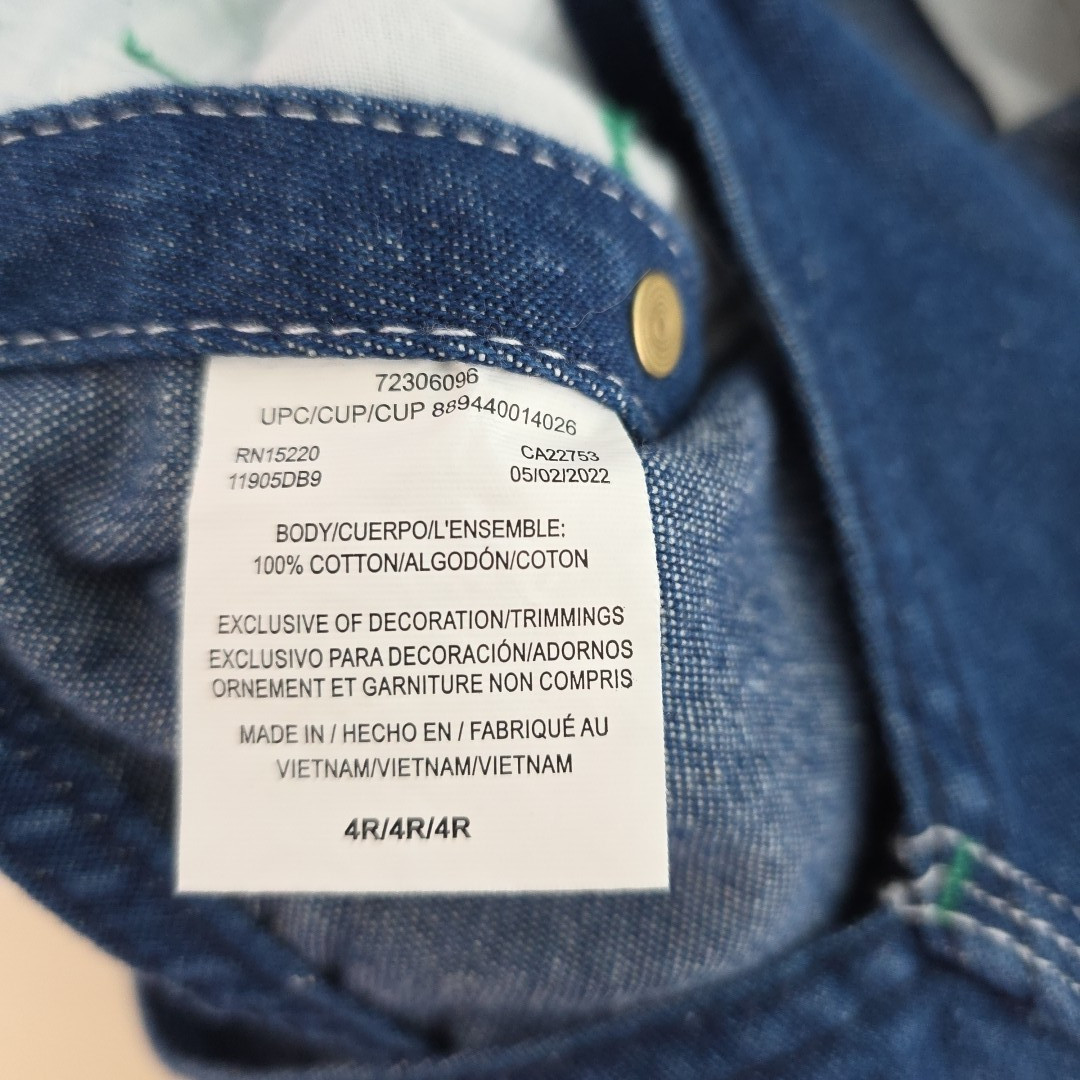 72306096
UPC/CUP/CUP 889440014026
RN15220 CA22753
11905DB9 05/02/2022
BODY/CUERPO/L'ENSEMBLE:
100% COTTON/ALGODÓN/COTON
EXCLUSIVE OF DECORATION/TRIMMINGS
EXCLUSIVO PARA DECORACIÓN/ADORNOS
ORNEMENT ET GARNITURE NON COMPRIS
MADE IN / HECHO EN / FABRIQUÉ AU
VIETNAM/VIETNAM/VIETNAM
4R/4R/4R